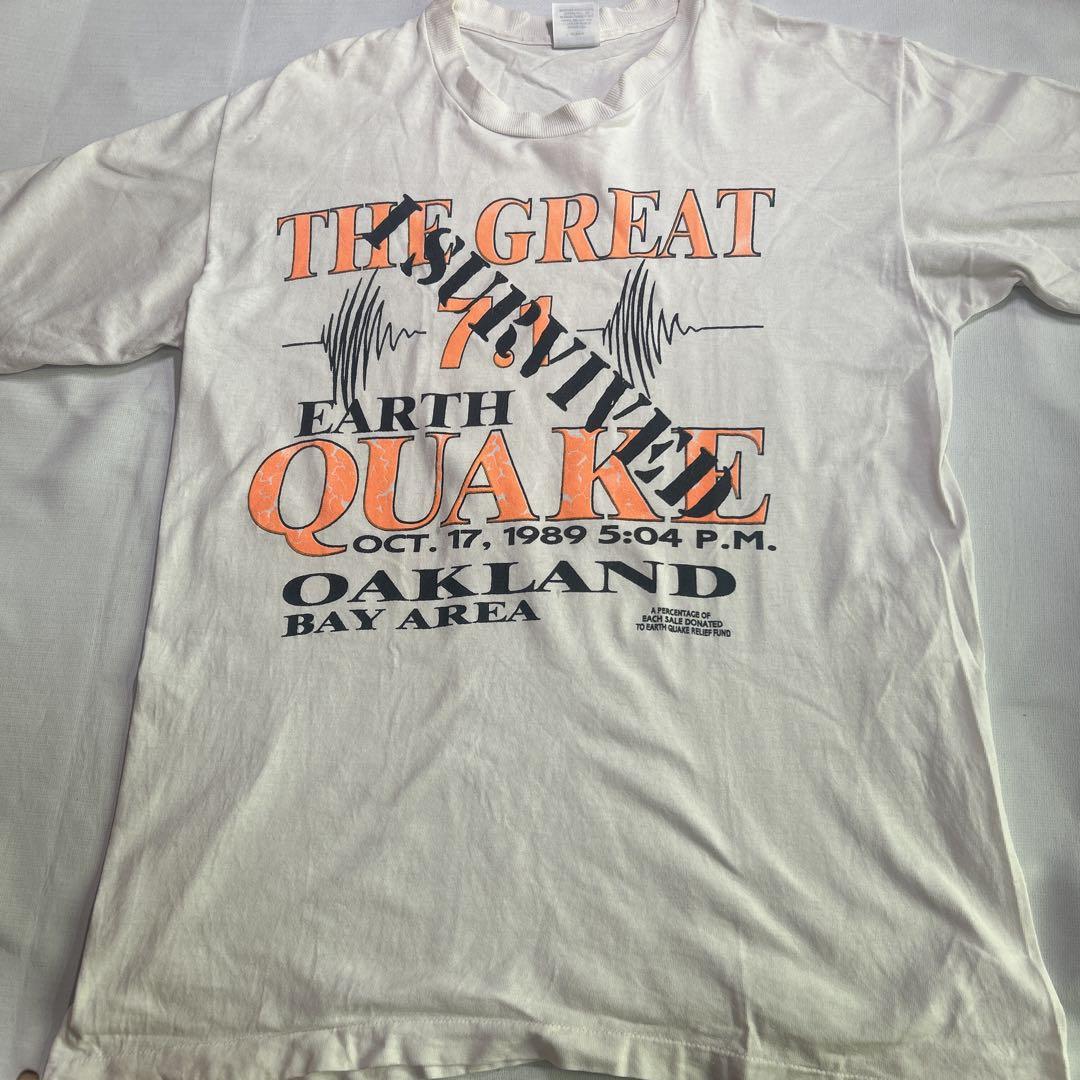 THE GREAT
I SURVIVED
7.1
EARTH
QUAKE
OCT. 17, 1989 5:04 P.M.
OAKLAND
BAY AREA
A PERCENTAGE OF
EACH SALE DONATED
TO EARTH QUAKE RELIEF FUND